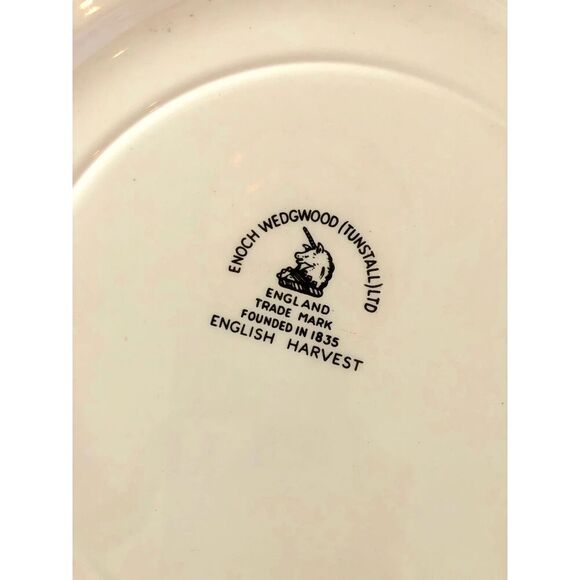 ENOCH WEDGWOOD (TUNSTALL) LTD
ENGLAND
TRADE MARK
FOUNDED IN 1835
ENGLISH HARVEST